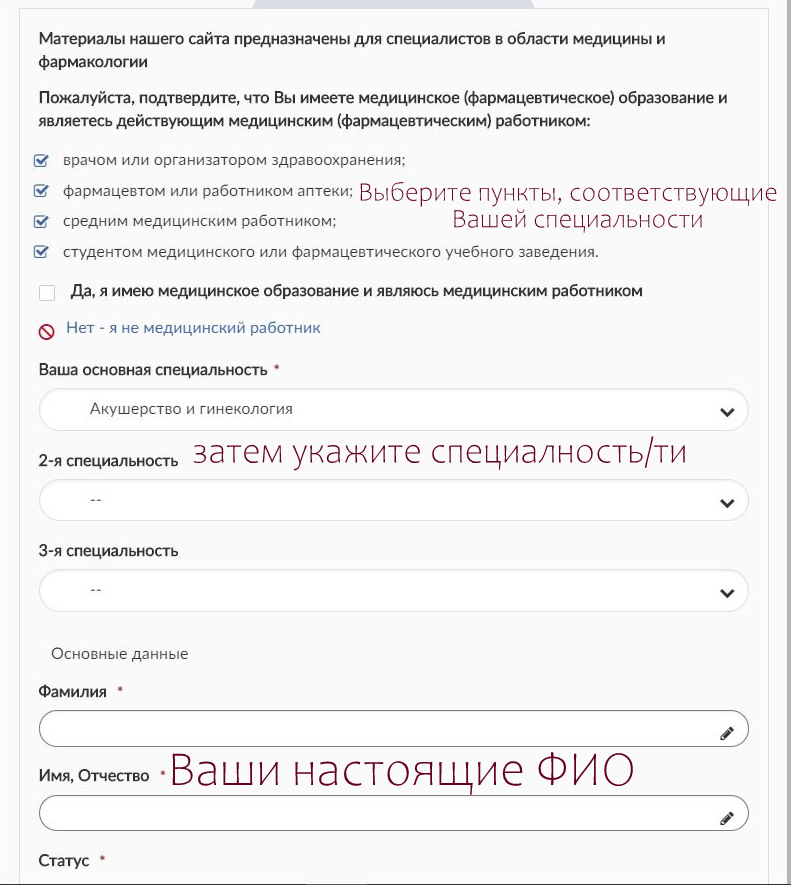 Материалы нашего сайта предназначены для специалистов в области медицины и
фармакологии
Пожалуйста, подтвердите, что Вы имеете медицинское (фармацевтическое) образование и
являетесь действующим медицинским (фармацевтическим) работником:
врачом или организатором здравоохранения;
фармацевтом или работником аптеки; Выберите пункты, соответствующие
Вашей специальности
средним медицинским работником;
студентом медицинского или фармацевтического учебного заведения.
Да, я имею медицинское образование и являюсь медицинским работником
Нет - я не медицинский работник
Ваша основная специальность *
Акушерство и гинекология
2-я специальность затем укажите специалность/ти
--
3-я специальность
--
Основные данные
Фамилия *
Имя, Отчество * Ваши настоящие ФИО
Статус *